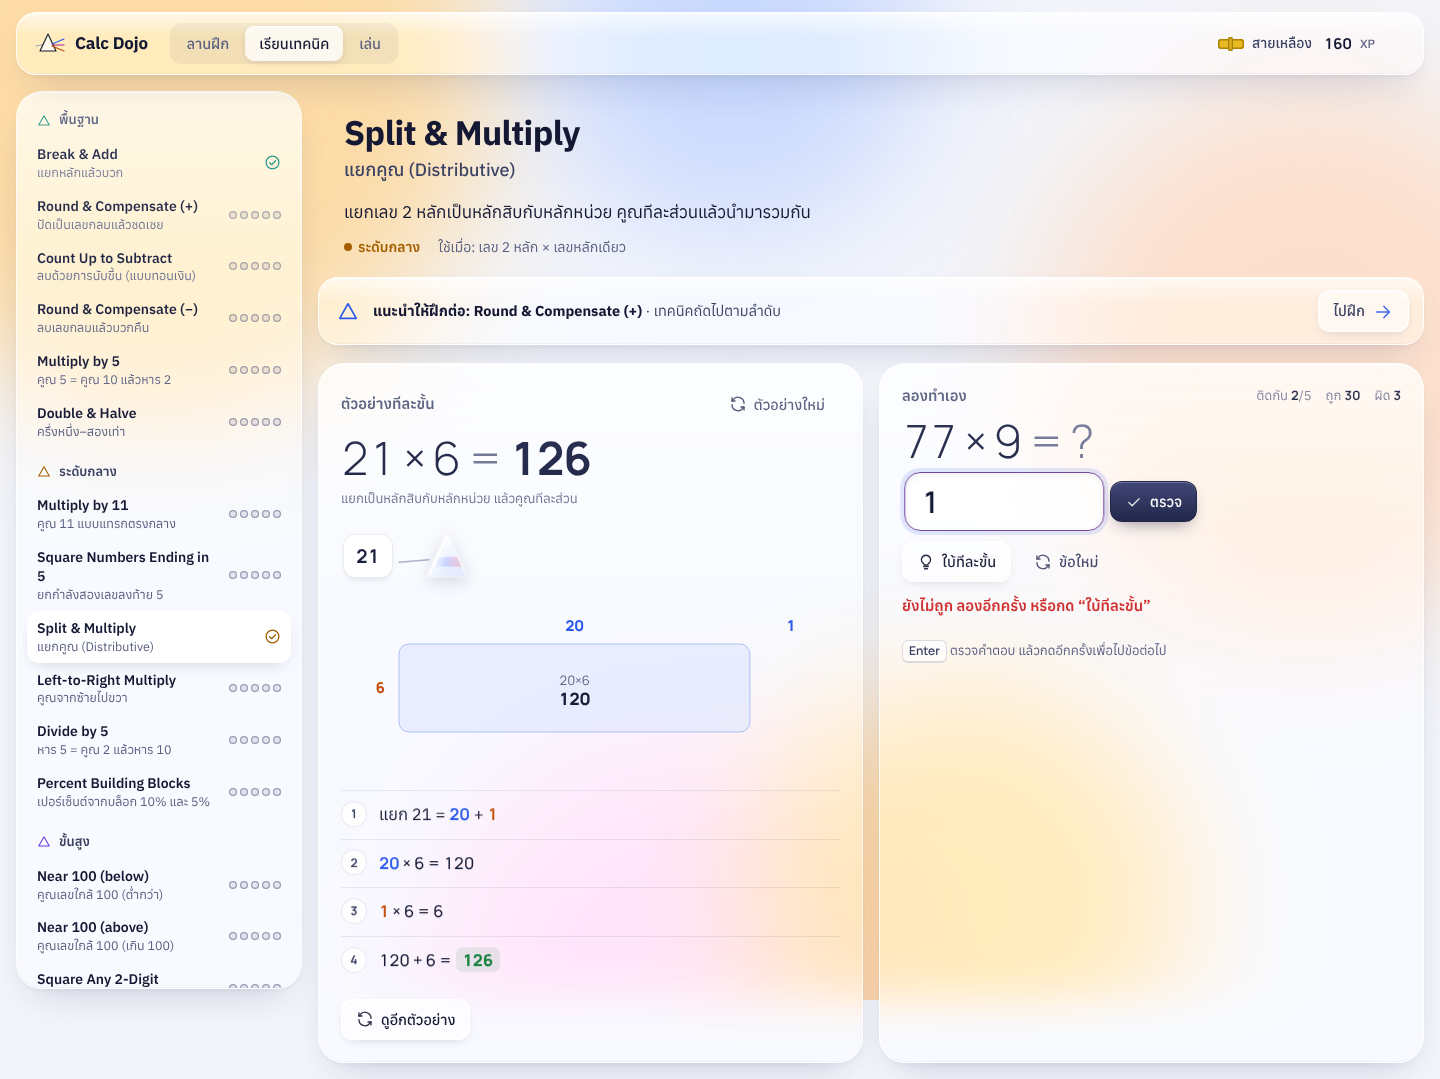 Calc Dojo
ลานฝึก
เรียนเทคนิค
เล่น
สายเหลือง 160 XP
พื้นฐาน
Break & Add
แยกหลักแล้วบวก
Round & Compensate (+)
ปัดเป็นเลขกลมแล้วชดเชย
Count Up to Subtract
ลบด้วยการนับขึ้น (แบบทอนเงิน)
Round & Compensate (−)
ลบเลขกลมแล้วบวกคืน
Multiply by 5
คูณ 5 = คูณ 10 แล้วหาร 2
Double & Halve
ครึ่งหนึ่ง–สองเท่า
ระดับกลาง
Multiply by 11
คูณ 11 แบบแทรกตรงกลาง
Square Numbers Ending in
5
ยกกำลังสองเลขลงท้าย 5
Split & Multiply
แยกคูณ (Distributive)
Left-to-Right Multiply
คูณจากซ้ายไปขวา
Divide by 5
หาร 5 = คูณ 2 แล้วหาร 10
Percent Building Blocks
เปอร์เซ็นต์จากบล็อก 10% และ 5%
ขั้นสูง
Near 100 (below)
คูณเลขใกล้ 100 (ต่ำกว่า)
Near 100 (above)
คูณเลขใกล้ 100 (เกิน 100)
Square Any 2-Digit
Split & Multiply
แยกคูณ (Distributive)
แยกเลข 2 หลักเป็นหลักสิบกับหลักหน่วย คูณทีละส่วนแล้วนำมารวมกัน
ระดับกลาง ใช้เมื่อ: เลข 2 หลัก × เลขหลักเดียว
แนะนำให้ฝึกต่อ: Round & Compensate (+) · เทคนิคถัดไปตามลำดับ
ไปฝึก
ตัวอย่างทีละขั้น
ตัวอย่างใหม่
21 × 6 = 126
แยกเป็นหลักสิบกับหลักหน่วย แล้วคูณทีละส่วน
21
20 1
6
20×6
120
1 แยก 21 = 20 + 1
2 20 × 6 = 120
3 1 × 6 = 6
4 120 + 6 = 126
ดูอีกตัวอย่าง
ลองทำเอง
ติดกัน 2/5 ถูก 30 ผิด 3
77 × 9 = ?
1
ตรวจ
ใบ้ทีละขั้น
ข้อใหม่
ยังไม่ถูก ลองอีกครั้ง หรือกด “ใบ้ทีละขั้น”
Enter ตรวจคำตอบ แล้วกดอีกครั้งเพื่อไปข้อต่อไป